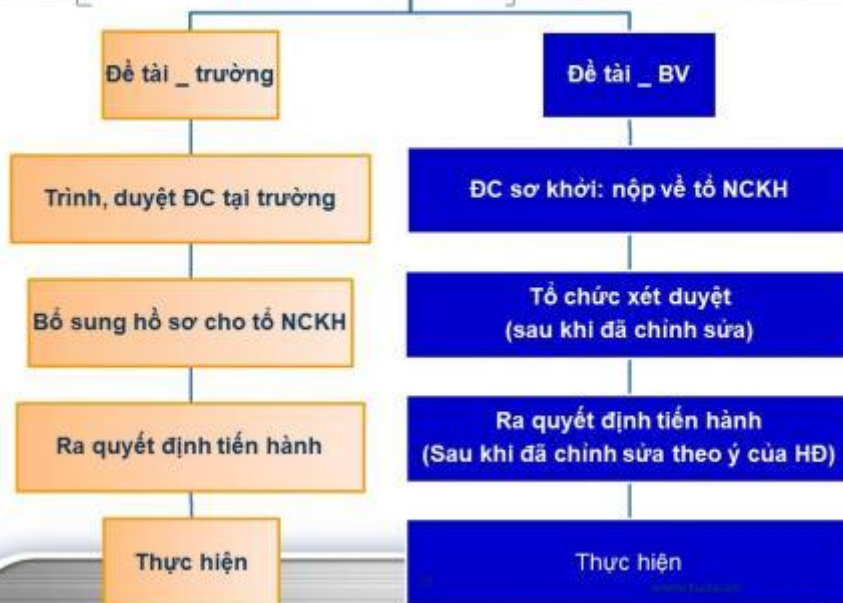 Đề tài _ trường
Trình, duyệt ĐC tại trường
Bổ sung hồ sơ cho tổ NCKH
Ra quyết định tiến hành
Thực hiện
Đề tài _ BV
ĐC sơ khởi: nộp về tổ NCKH
Tổ chức xét duyệt
(sau khi đã chỉnh sửa)
Ra quyết định tiến hành
(Sau khi đã chỉnh sửa theo ý của HĐ)
Thực hiện